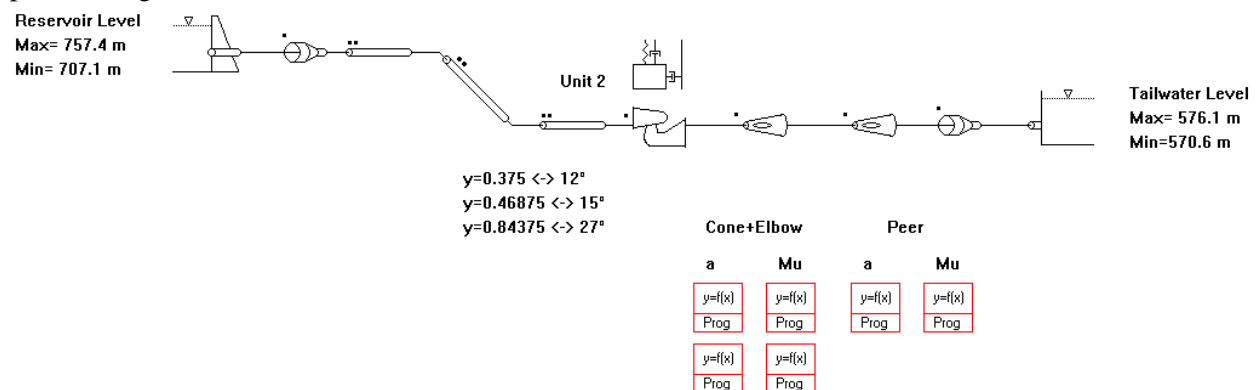 Reservoir Level
Max= 757.4 m
Min= 707.1 m
Unit 2
Tailwater Level
Max= 576.1 m
Min=570.6 m
y=0.375 <-> 12°
y=0.46875 <-> 15°
y=0.84375 <-> 27°
Cone+Elbow Peer
a Mu a Mu
y=f(x) y=f(x) y=f(x) y=f(x)
Prog Prog Prog Prog
y=f(x) y=f(x)
Prog Prog